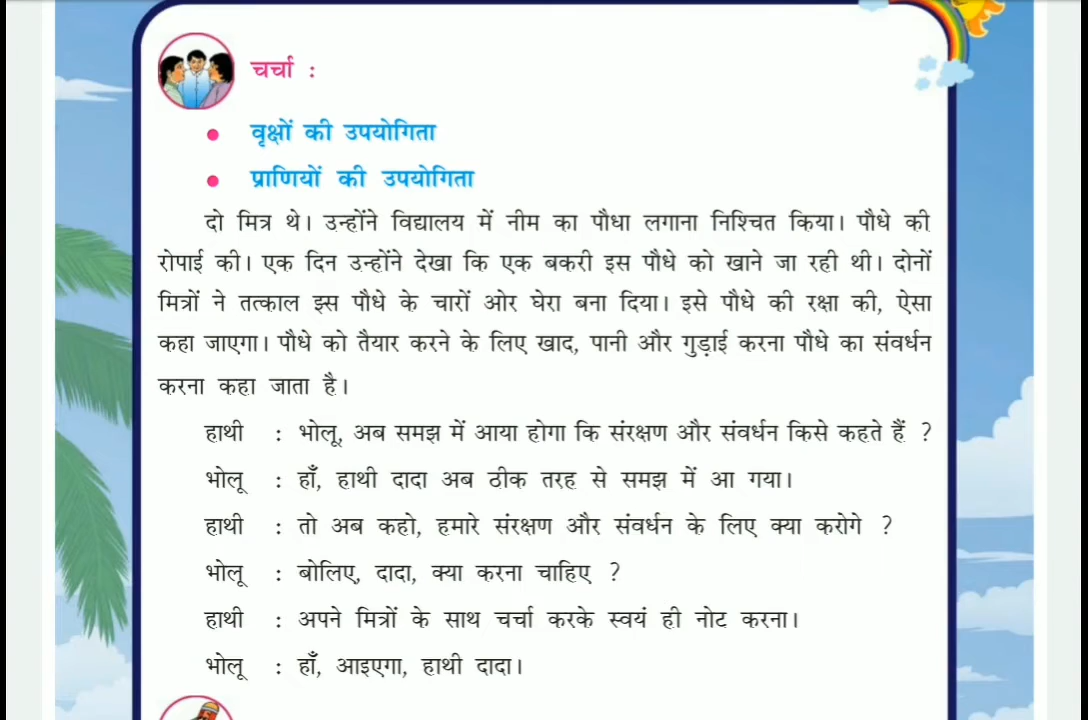 चर्चा :
• वृक्षों की उपयोगिता
• प्राणियों की उपयोगिता
दो मित्र थे। उन्होंने विद्यालय में नीम का पौधा लगाना निश्चित किया। पौधे की
रोपाई की। एक दिन उन्होंने देखा कि एक बकरी इस पौधे को खाने जा रही थी। दोनों
मित्रों ने तत्काल इस पौधे के चारों ओर घेरा बना दिया। इसे पौधे की रक्षा की, ऐसा
कहा जाएगा। पौधे को तैयार करने के लिए खाद, पानी और गुड़ाई करना पौधे का संवर्धन
करना कहा जाता है।
हाथी : भोलू, अब समझ में आया होगा कि संरक्षण और संवर्धन किसे कहते हैं ?
भोलू : हाँ, हाथी दादा अब ठीक तरह से समझ में आ गया।
हाथी : तो अब कहो, हमारे संरक्षण और संवर्धन के लिए क्या करोगे ?
भोलू : बोलिए, दादा, क्या करना चाहिए ?
हाथी : अपने मित्रों के साथ चर्चा करके स्वयं ही नोट करना।
भोलू : हाँ, आइएगा, हाथी दादा।